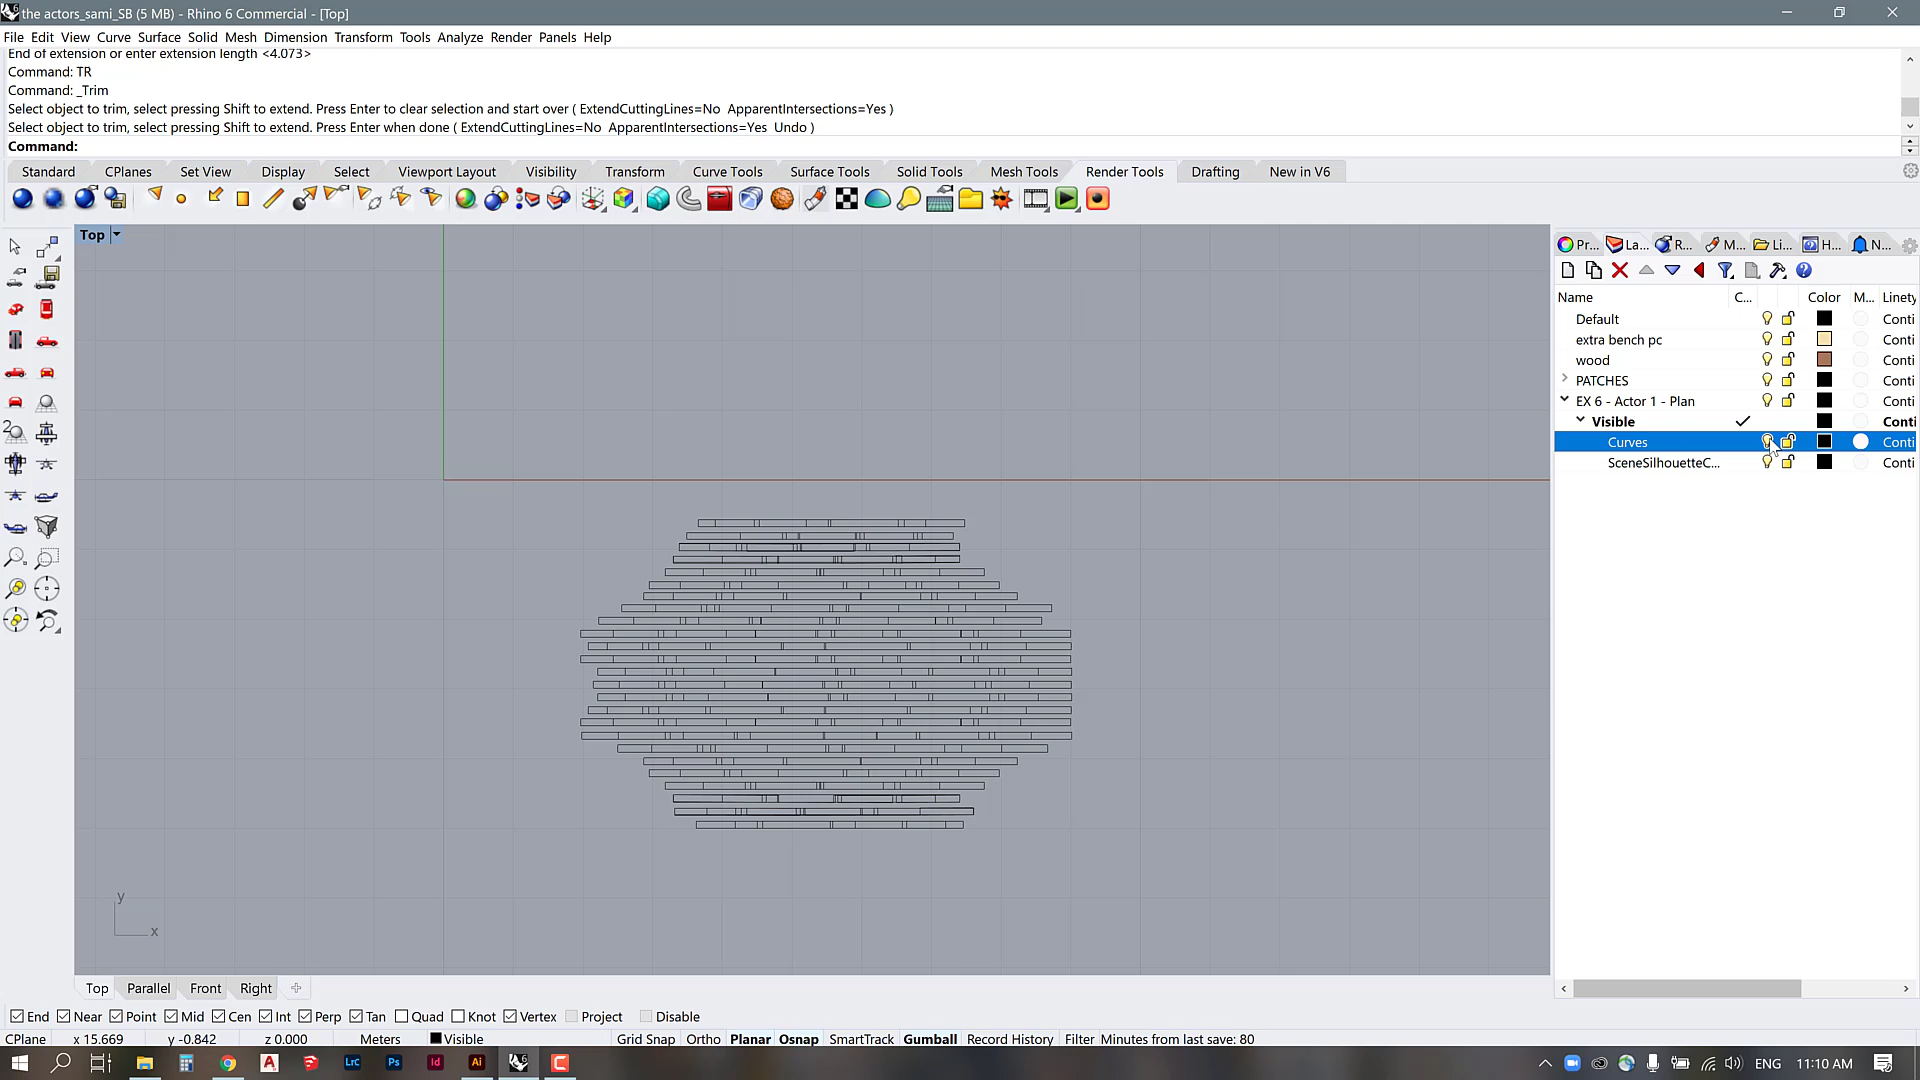 the actors_sami_SB (5 MB) - Rhino 6 Commercial - [Top]
File Edit View Curve Surface Solid Mesh Dimension Transform Tools Analyze Render Panels Help
End of extension or enter extension length <4.073>
Command: TR
Command: _Trim
Select object to trim, select pressing Shift to extend. Press Enter to clear selection and start over ( ExtendCuttingLines=No ApparentIntersections=Yes )
Select object to trim, select pressing Shift to extend. Press Enter when done ( ExtendCuttingLines=No ApparentIntersections=Yes Undo )
Command:
Standard CPlanes Set View Display Select Viewport Layout Visibility Transform Curve Tools Surface Tools Solid Tools Mesh Tools Render Tools Drafting New in V6
Top
Pr... La... R... M... Li... H... N...
Name C... Color M... Linety
Default Conti
extra bench pc Conti
wood Conti
PATCHES Conti
EX 6 - Actor 1 - Plan Conti
Visible Conti
Curves Conti
SceneSilhouetteC... Conti
y
x
Top Parallel Front Right
End Near Point Mid Cen Int Perp Tan Quad Knot Vertex Project Disable
CPlane x 15.669 y -0.842 z 0.000 Meters Visible Grid Snap Ortho Planar Osnap SmartTrack Gumball Record History Filter Minutes from last save: 80
LrC Ps Id Ai ENG 11:10 AM